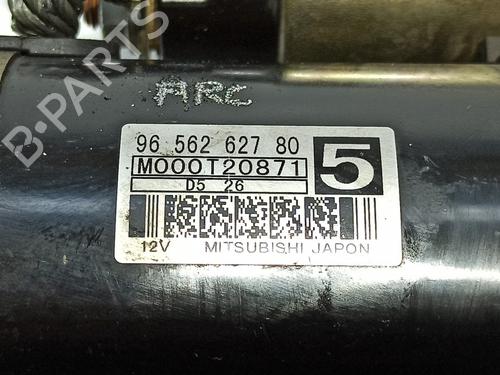 ARC
B-PARTS
96 562 627 80
5
M000T20871
D5 26
12V MITSUBISHI JAPON